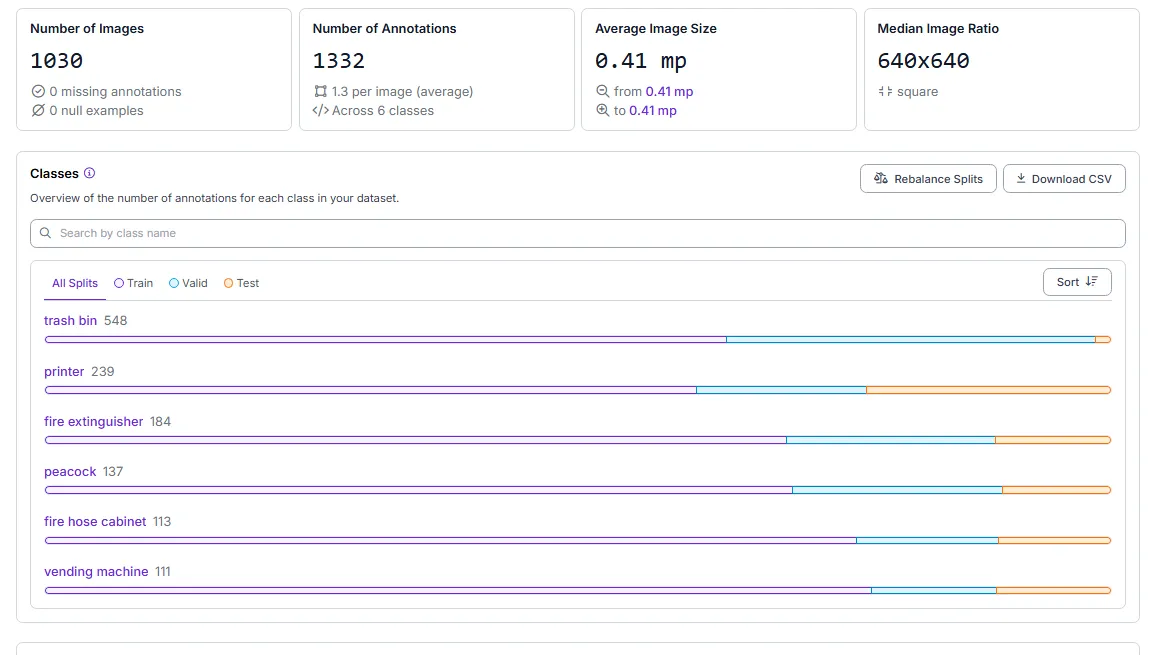 Number of Images
1030
0 missing annotations
0 null examples
Number of Annotations
1332
1.3 per image (average)
Across 6 classes
Average Image Size
0.41 mp
from 0.41 mp
to 0.41 mp
Median Image Ratio
640x640
square
Classes
Overview of the number of annotations for each class in your dataset.
Rebalance Splits
Download CSV
Search by class name
All Splits Train Valid Test
Sort
trash bin 548
printer 239
fire extinguisher 184
peacock 137
fire hose cabinet 113
vending machine 111